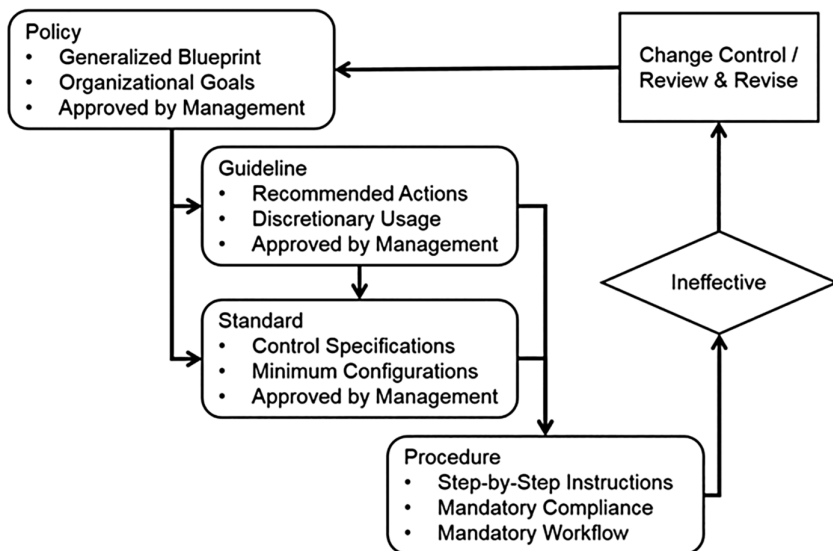 Policy
• Generalized Blueprint
• Organizational Goals
• Approved by Management
Change Control /
Review & Revise
Guideline
• Recommended Actions
• Discretionary Usage
• Approved by Management
Ineffective
Standard
• Control Specifications
• Minimum Configurations
• Approved by Management
Procedure
• Step-by-Step Instructions
• Mandatory Compliance
• Mandatory Workflow